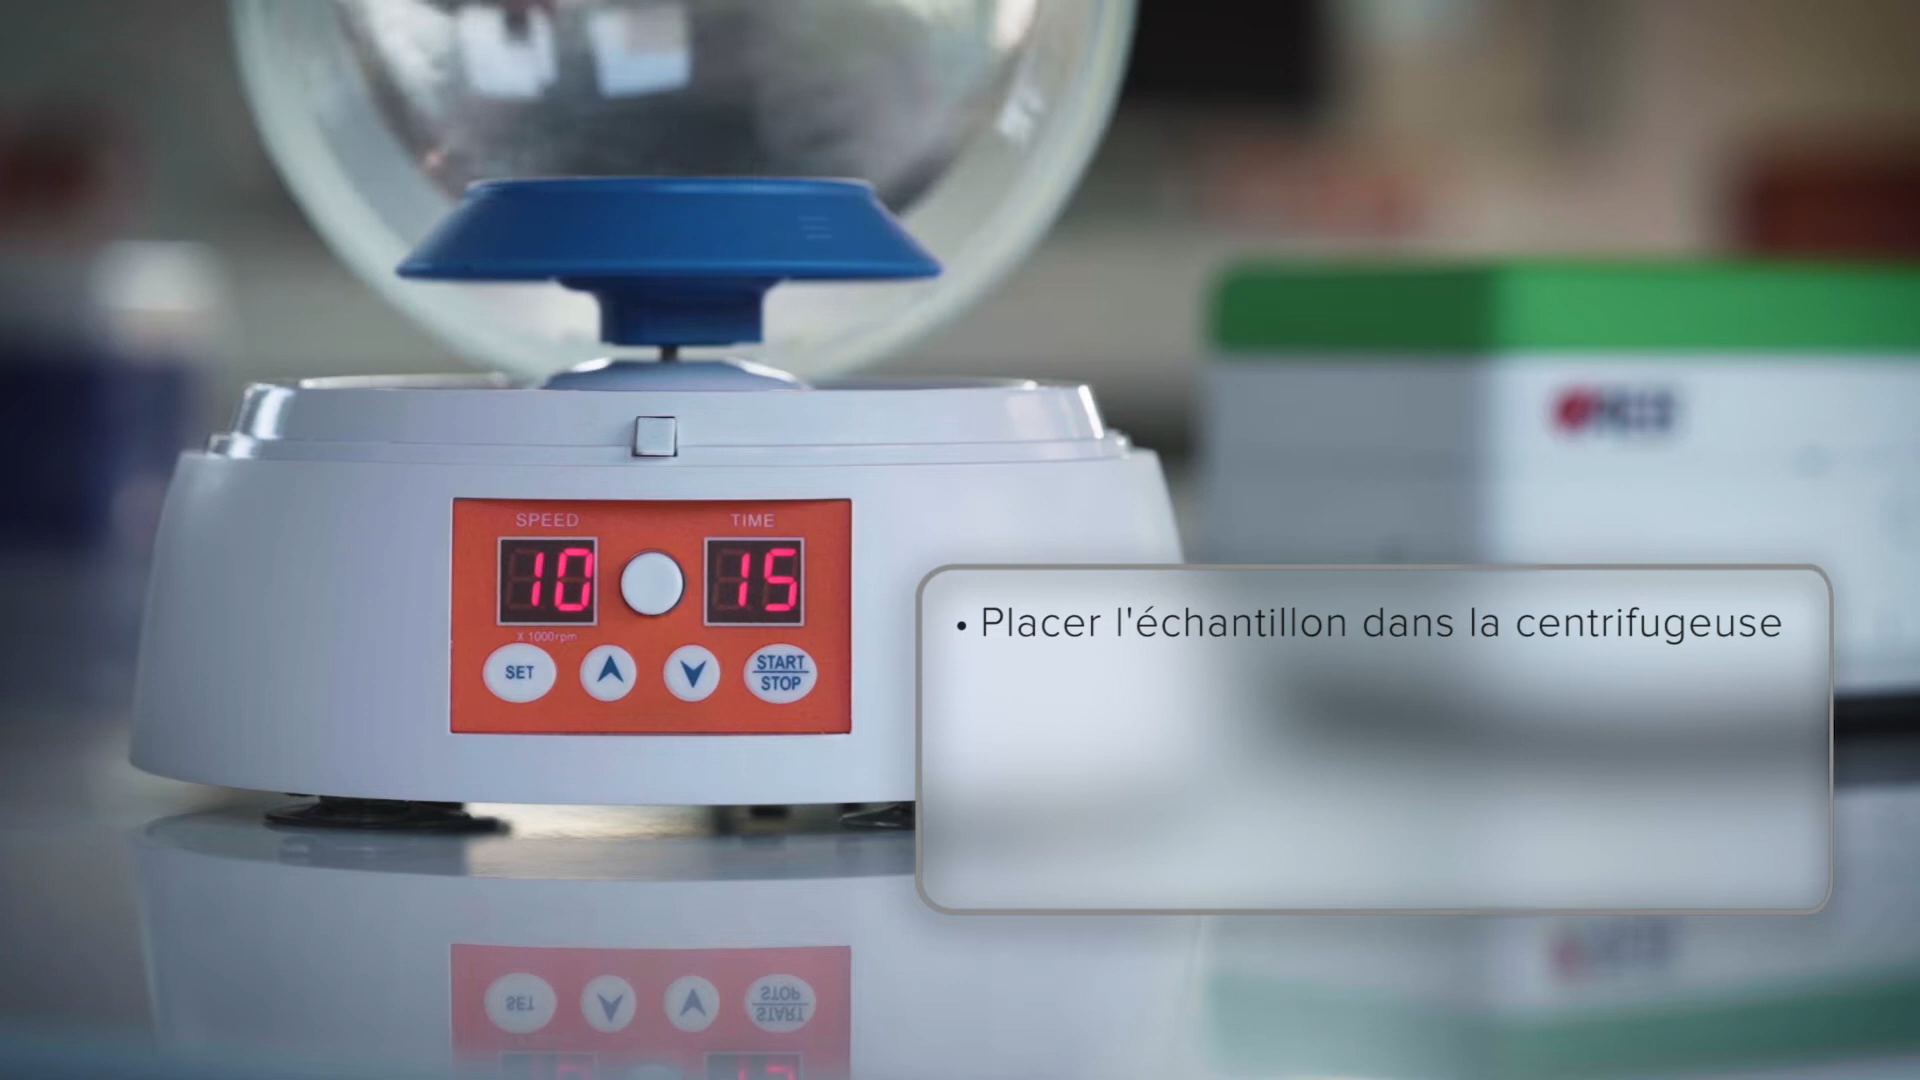 SPEED
TIME
10
15
X 1000rpm
SET
START
STOP
• Placer l'échantillon dans la centrifugeuse